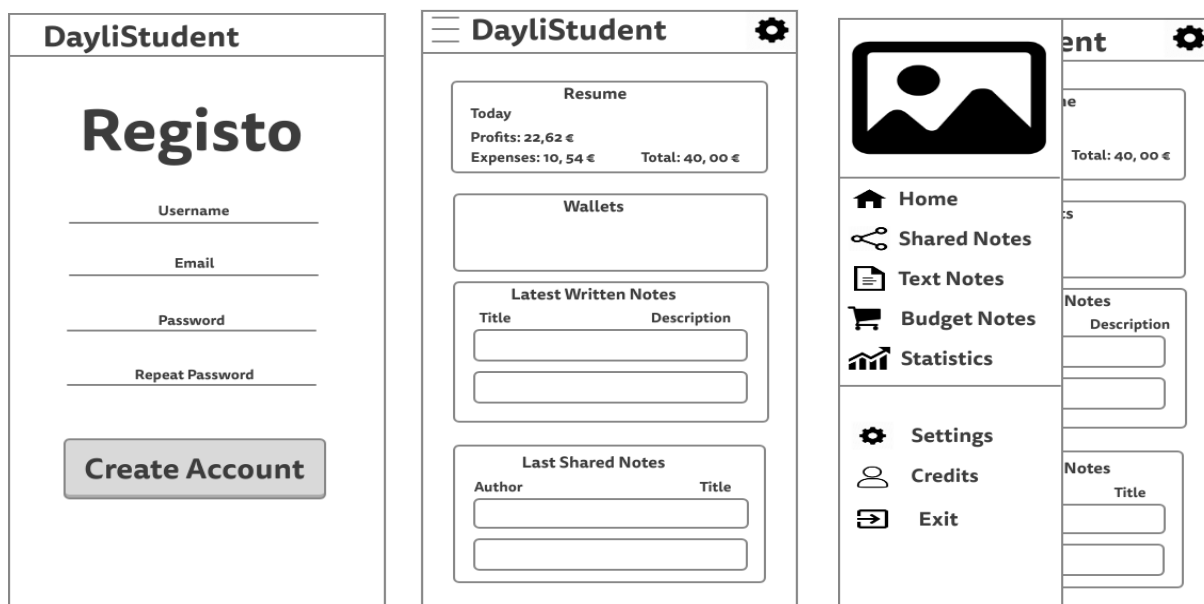 DayliStudent
Registo
Username
Email
Password
Repeat Password
Create Account
DayliStudent
Resume
Today
Profits: 22,62 €
Expenses: 10, 54 € Total: 40, 00 €
Wallets
Latest Written Notes
Title Description
Last Shared Notes
Author Title
ent
Home
Shared Notes
Text Notes
Budget Notes
Statistics
Settings
Credits
Exit
e
Total: 40, 00 €
ts
Notes
Description
Notes
Title